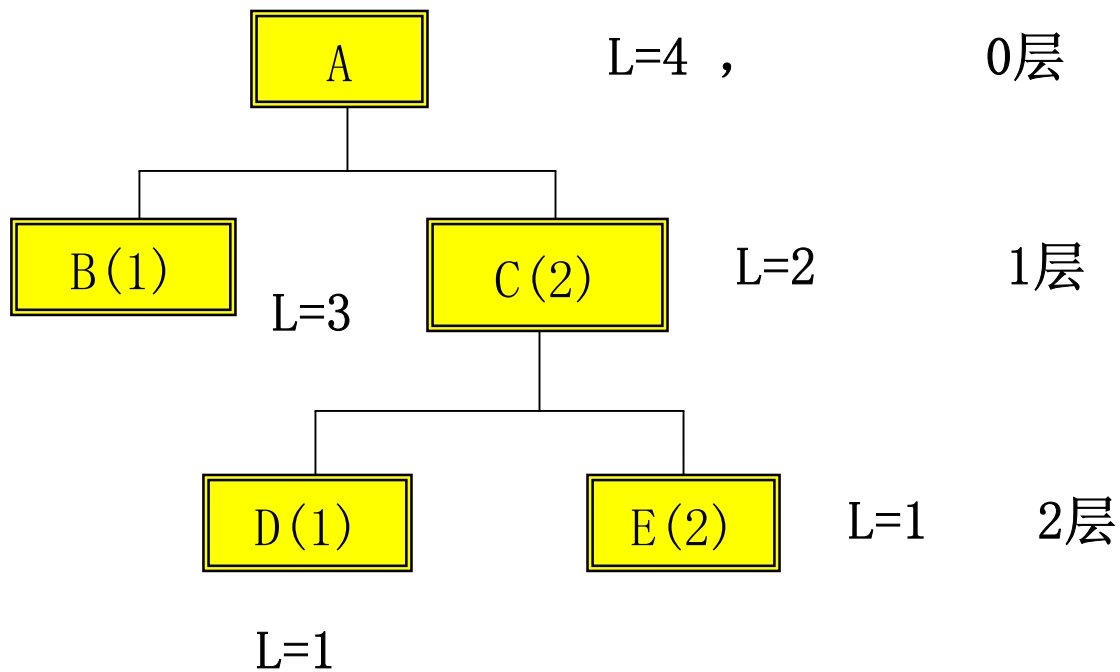 A L=4 , 0层
B(1) L=3 C(2) L=2 1层
D(1) E(2) L=1 2层
L=1